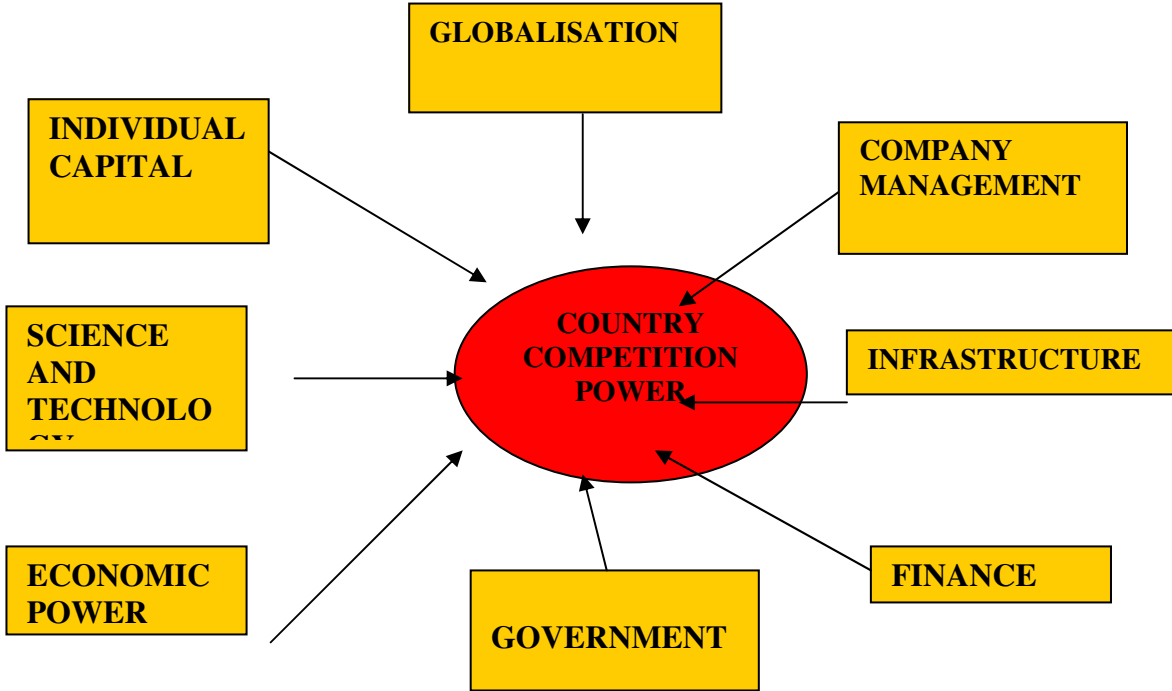 GLOBALISATION
INDIVIDUAL
CAPITAL
COMPANY
MANAGEMENT
SCIENCE
AND
TECHNOLO
COUNTRY
COMPETITION
POWER
INFRASTRUCTURE
ECONOMIC
POWER
GOVERNMENT
FINANCE